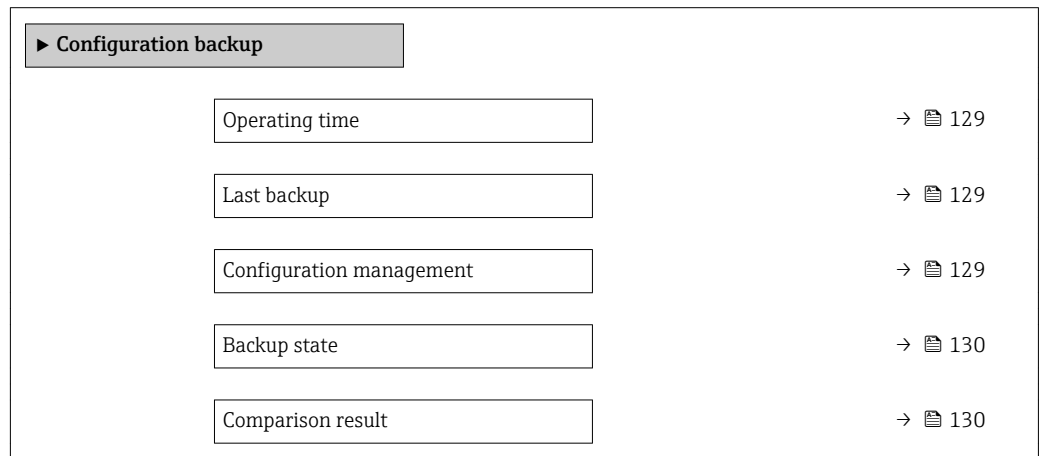 ▶ Configuration backup
Operating time → 🖺 129
Last backup → 🖺 129
Configuration management → 🖺 129
Backup state → 🖺 130
Comparison result → 🖺 130